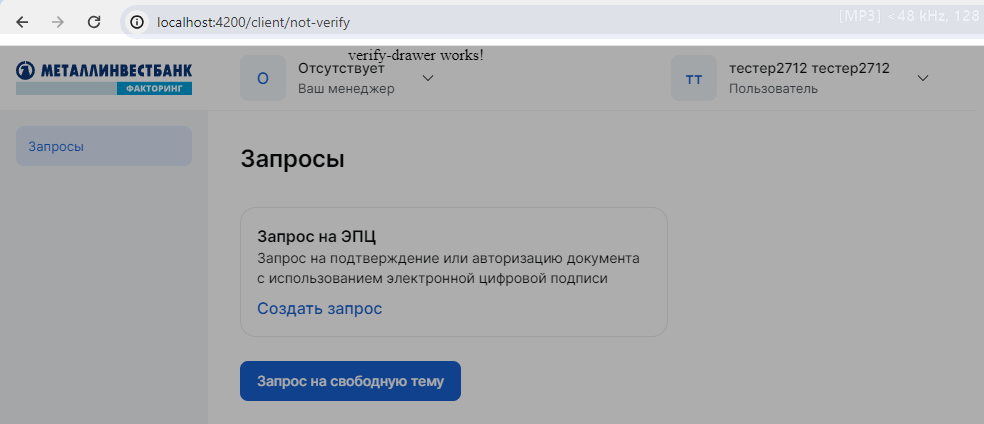 localhost:4200/client/not-verify
[MP3] <48 kHz, 128
verify-drawer works!
МЕТАЛЛИНВЕСТБАНК
ФАКТОРИНГ
О
Отсутствует
Ваш менеджер
тт
тестер2712 тестер2712
Пользователь
Запросы
Запросы
Запрос на ЭПЦ
Запрос на подтверждение или авторизацию документа
с использованием электронной цифровой подписи
Создать запрос
Запрос на свободную тему